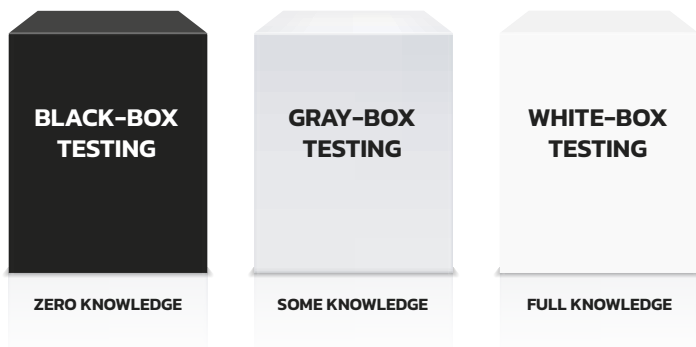 BLACK-BOX
TESTING
GRAY-BOX
TESTING
WHITE-BOX
TESTING
ZERO KNOWLEDGE
SOME KNOWLEDGE
FULL KNOWLEDGE